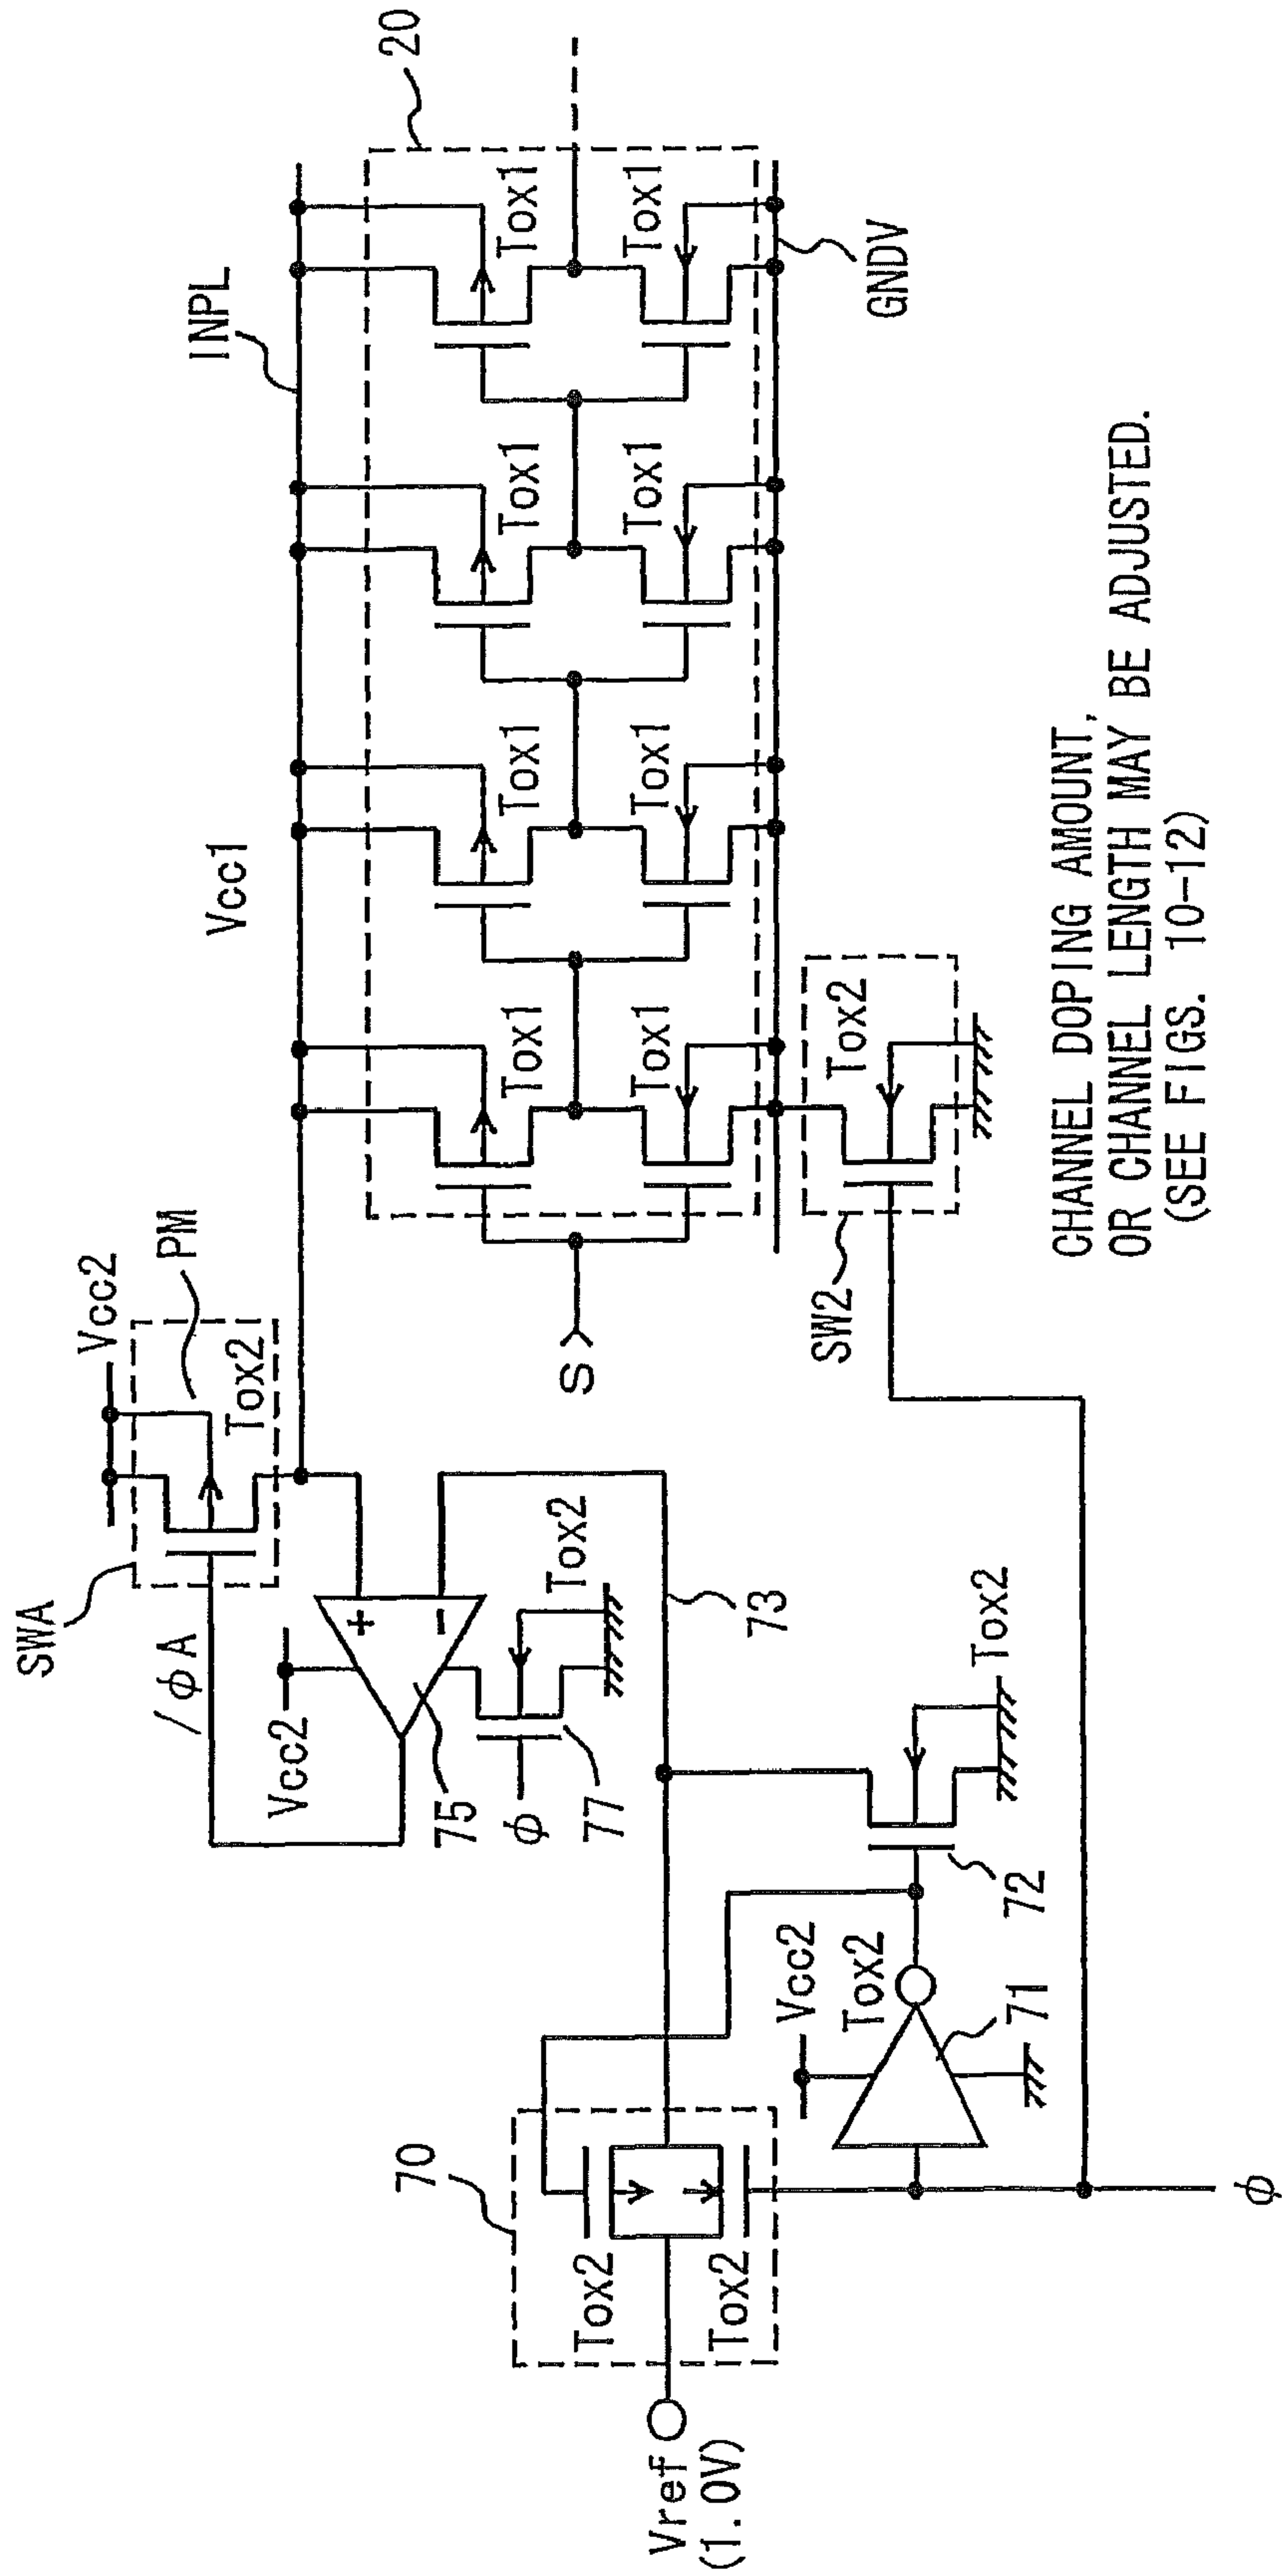 SWA
Vcc2
PM
Tox2
/φA
Vcc2
+
-
75
φ
77
Tox2
73
INPL
Vcc1
20
Tox1
Tox1
Tox1
Tox1
Tox1
Tox1
Tox1
Tox1
S
GNDV
SW2
Tox2
70
Tox2
Tox2
Vref
(1.0V)
Vcc2
Tox2
71
72
Tox2
φ
CHANNEL DOPING AMOUNT,
OR CHANNEL LENGTH MAY BE ADJUSTED.
(SEE FIGS. 10-12)